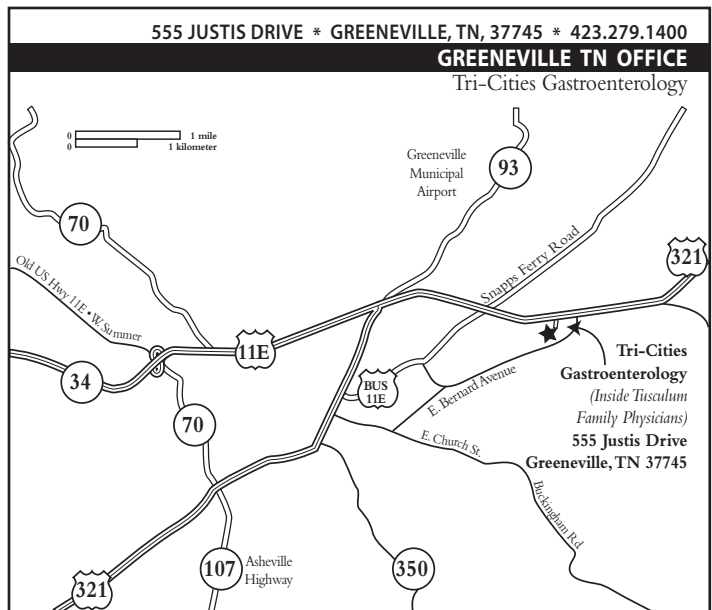 555 JUSTIS DRIVE * GREENEVILLE, TN, 37745 * 423.279.1400
GREENEVILLE TN OFFICE
Tri-Cities Gastroenterology
0 1 mile
0 1 kilometer
Greeneville
Municipal
Airport
93
70
Snapps Ferry Road
321
Old US Hwy 11E • W. Summer
11E
34
BUS
11E
E. Bernard Avenue
Tri-Cities
Gastroenterology
(Inside Tusculum
Family Physicians)
555 Justis Drive
Greeneville, TN 37745
70
E. Church St.
Buckingham Rd.
107
Asheville
Highway
350
321